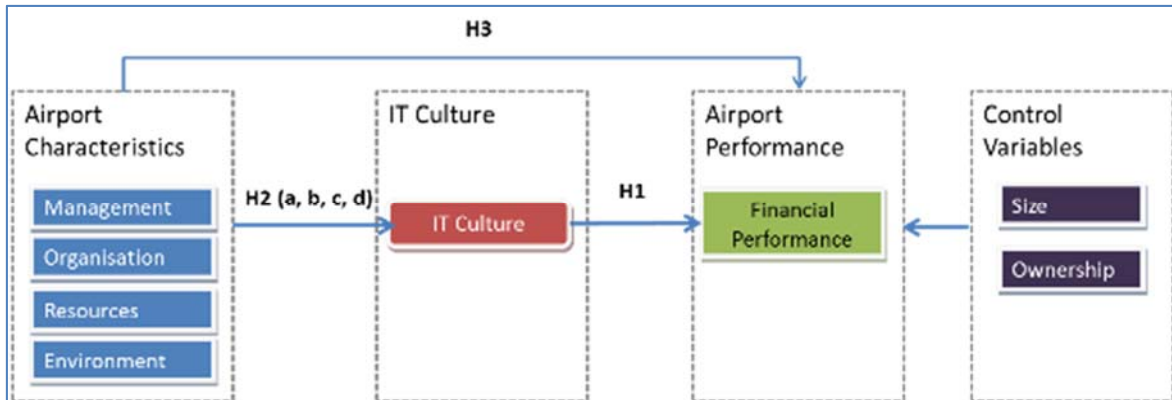 H3
Airport
Characteristics
Management
Organisation
Resources
Environment
H2 (a, b, c, d)
IT Culture
IT Culture
H1
Airport
Performance
Financial
Performance
Control
Variables
Size
Ownership